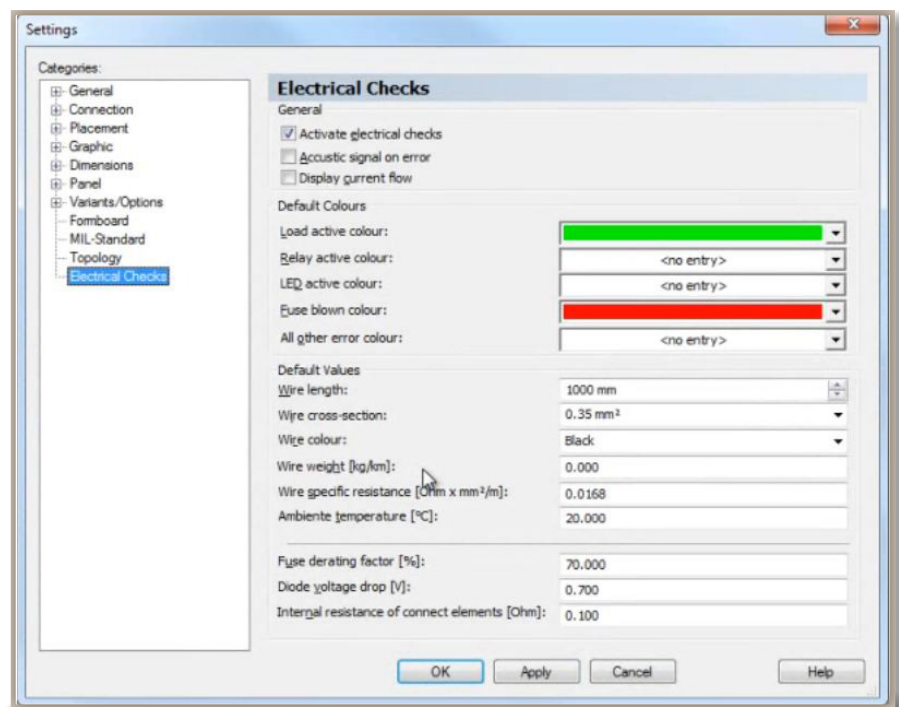 Settings
Categories:
General
Connection
Placement
Graphic
Dimensions
Panel
Variants/Options
Formboard
MIL-Standard
Topology
Electrical Checks
Electrical Checks
General
Activate electrical checks
Accustic signal on error
Display current flow
Default Colours
Load active colour:
Relay active colour: <no entry>
LED active colour: <no entry>
Fuse blown colour:
All other error colour: <no entry>
Default Values
Wire length: 1000 mm
Wire cross-section: 0.35 mm²
Wire colour: Black
Wire weight [kg/km]: 0.000
Wire specific resistance [Ohm x mm²/m]: 0.0168
Ambiente temperature [°C]: 20.000
Fuse derating factor [%]: 70.000
Diode voltage drop [V]: 0.700
Internal resistance of connect elements [Ohm]: 0.100
OK Apply Cancel Help